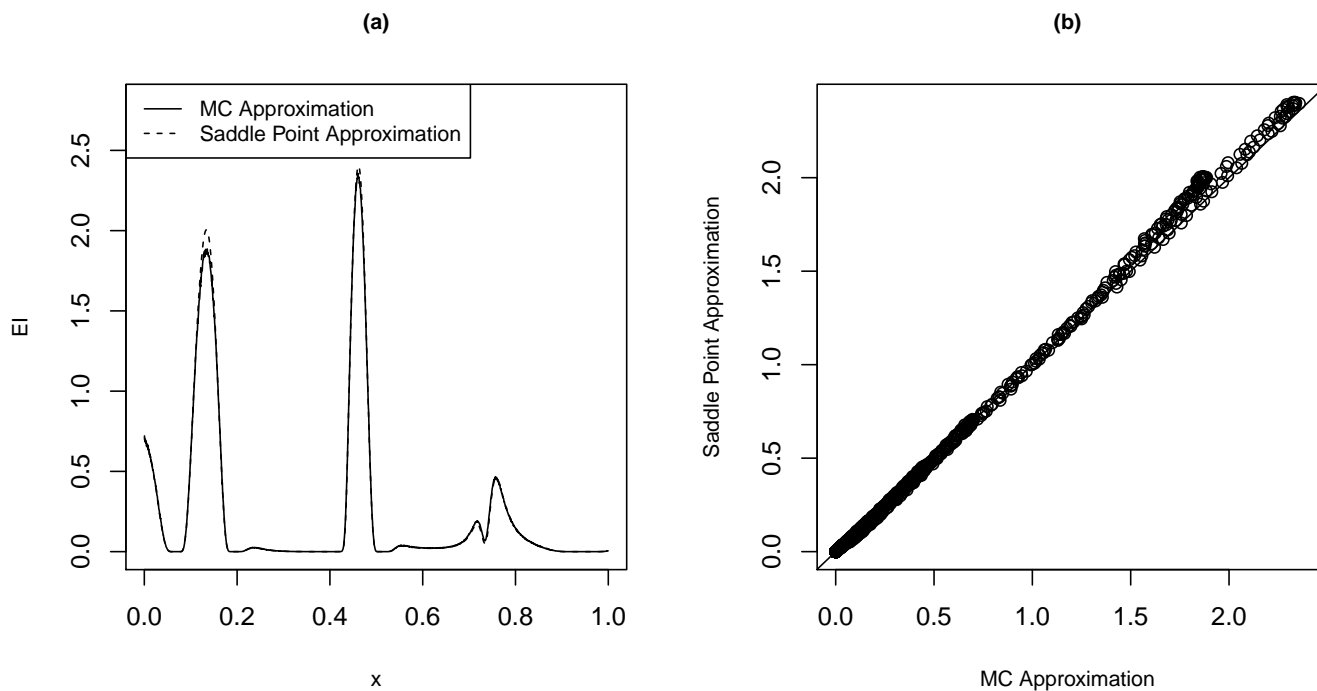 (a)
MC Approximation
Saddle Point Approximation
EI
0.0 0.5 1.0 1.5 2.0 2.5
0.0 0.2 0.4 0.6 0.8 1.0
x
(b)
Saddle Point Approximation
0.0 0.5 1.0 1.5 2.0
0.0 0.5 1.0 1.5 2.0
MC Approximation